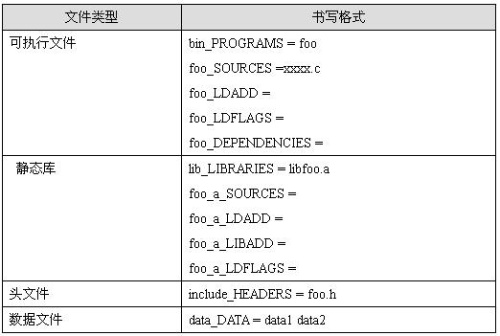 文件类型 书写格式
可执行文件 bin_PROGRAMS = foo
foo_SOURCES =xxxx.c
foo_LDADD =
foo_LDFLAGS =
foo_DEPENDENCIES =
静态库 lib_LIBRARIES = libfoo.a
foo_a_SOURCES =
foo_a_LDADD =
foo_a_LIBADD =
foo_a_LDFLAGS =
头文件 include_HEADERS = foo.h
数据文件 data_DATA = data1 data2